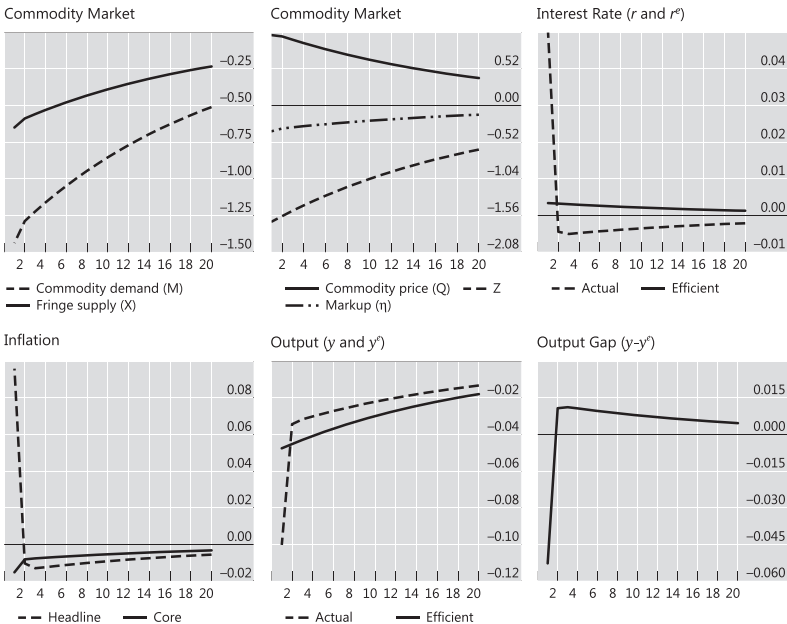 Commodity Market
−0.25
−0.50
−0.75
−1.00
−1.25
−1.50
2 4 6 8 10 12 14 16 18 20
Commodity demand (M)
Fringe supply (X)
Commodity Market
0.52
0.00
−0.52
−1.04
−1.56
−2.08
2 4 6 8 10 12 14 16 18 20
Commodity price (Q) Z
Markup (η)
Interest Rate (r and rᵉ)
0.04
0.03
0.02
0.01
0.00
−0.01
2 4 6 8 10 12 14 16 18 20
Actual Efficient
Inflation
0.08
0.06
0.04
0.02
0.00
−0.02
2 4 6 8 10 12 14 16 18 20
Headline Core
Output (y and yᵉ)
−0.02
−0.04
−0.06
−0.08
−0.10
−0.12
2 4 6 8 10 12 14 16 18 20
Actual Efficient
Output Gap (y-yᵉ)
0.015
0.000
−0.015
−0.030
−0.045
−0.060
2 4 6 8 10 12 14 16 18 20